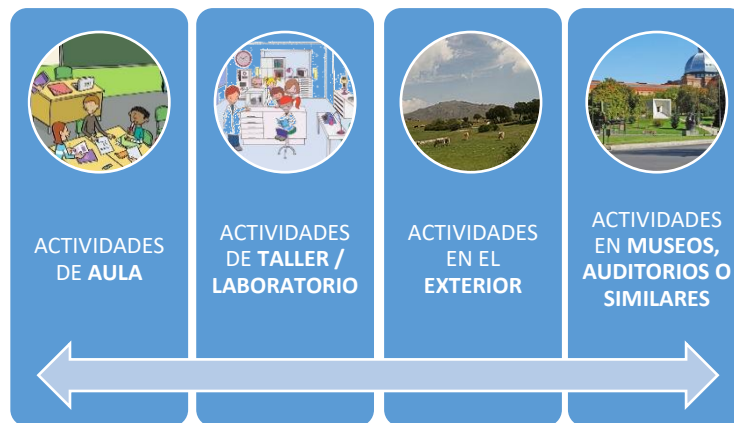 ACTIVIDADES
DE AULA
ACTIVIDADES
DE TALLER /
LABORATORIO
ACTIVIDADES
EN EL
EXTERIOR
ACTIVIDADES
EN MUSEOS,
AUDITORIOS O
SIMILARES